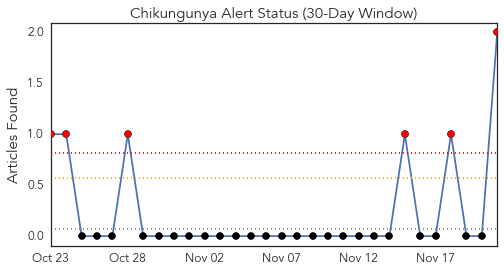 Chikungunya Alert Status (30-Day Window)
Articles Found
2.0
1.5
1.0
0.5
0.0
Oct 23 Oct 28 Nov 02 Nov 07 Nov 12 Nov 17